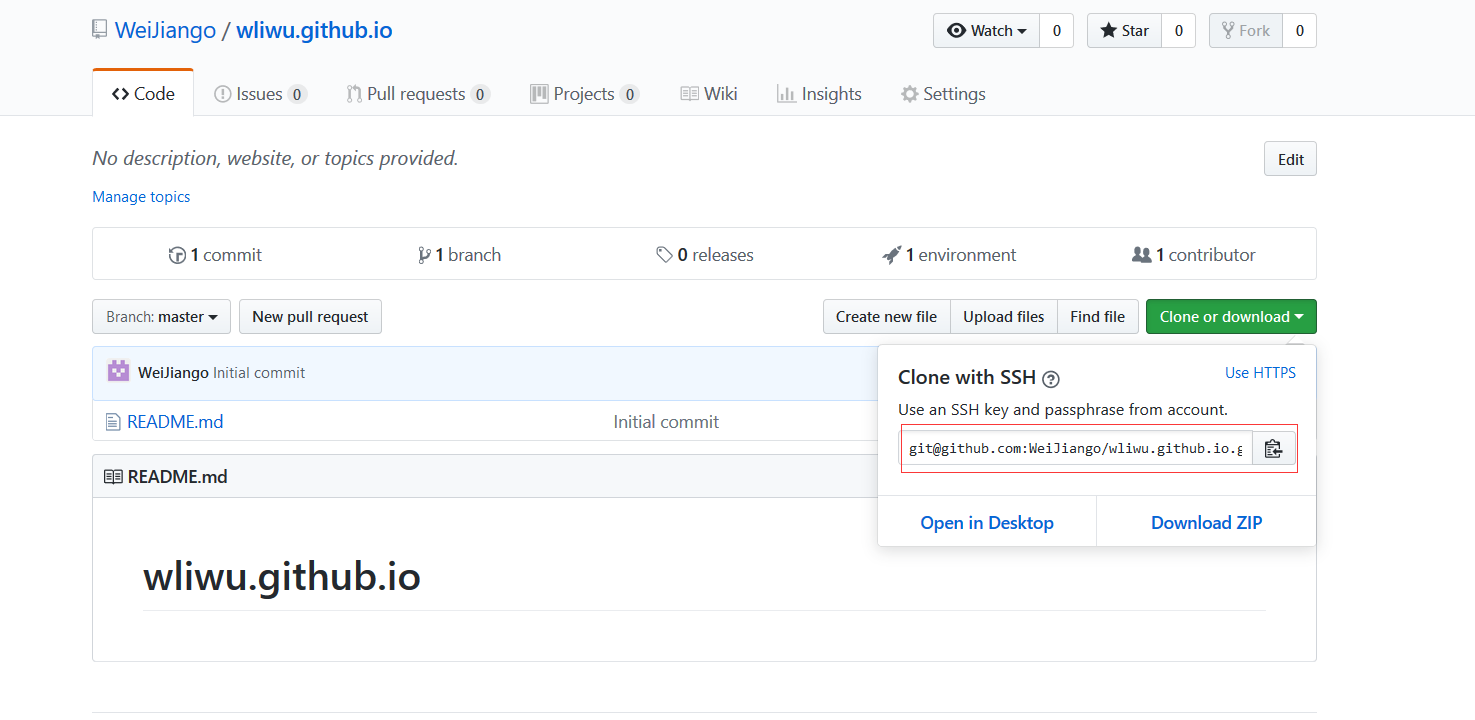 WeiJiango / wliwu.github.io
Watch 0 Star 0 Fork 0
Code Issues 0 Pull requests 0 Projects 0 Wiki Insights Settings
No description, website, or topics provided.
Edit
Manage topics
1 commit 1 branch 0 releases 1 environment 1 contributor
Branch: master New pull request Create new file Upload files Find file Clone or download
WeiJiango Initial commit
README.md Initial commit
Clone with SSH ?
Use HTTPS
Use an SSH key and passphrase from account.
git@github.com:WeiJiango/wliwu.github.io.g
Open in Desktop Download ZIP
README.md
wliwu.github.io